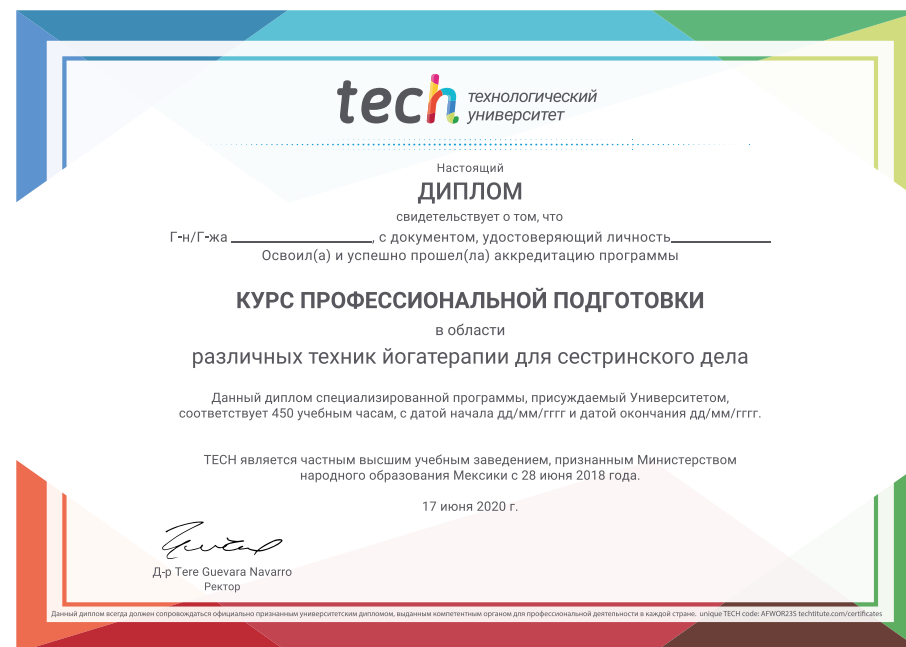 tech технологический
университет
Настоящий
ДИПЛОМ
свидетельствует о том, что
Г-н/Г-жа ____________________, с документом, удостоверяющий личность______________
Освоил(а) и успешно прошел(ла) аккредитацию программы
КУРС ПРОФЕССИОНАЛЬНОЙ ПОДГОТОВКИ
в области
различных техник йогатерапии для сестринского дела
Данный диплом специализированной программы, присуждаемый Университетом,
соответствует 450 учебным часам, с датой начала дд/мм/гггг и датой окончания дд/мм/гггг.
TECH является частным высшим учебным заведением, признанным Министерством
народного образования Мексики с 28 июня 2018 года.
17 июня 2020 г.
Д-р Tere Guevara Navarro
Ректор
Данный диплом всегда должен сопровождаться официально признанным университетским дипломом, выданным компетентным органом для профессиональной деятельности в каждой стране. unique TECH code: AFWOR235 techtitute.com/certificates